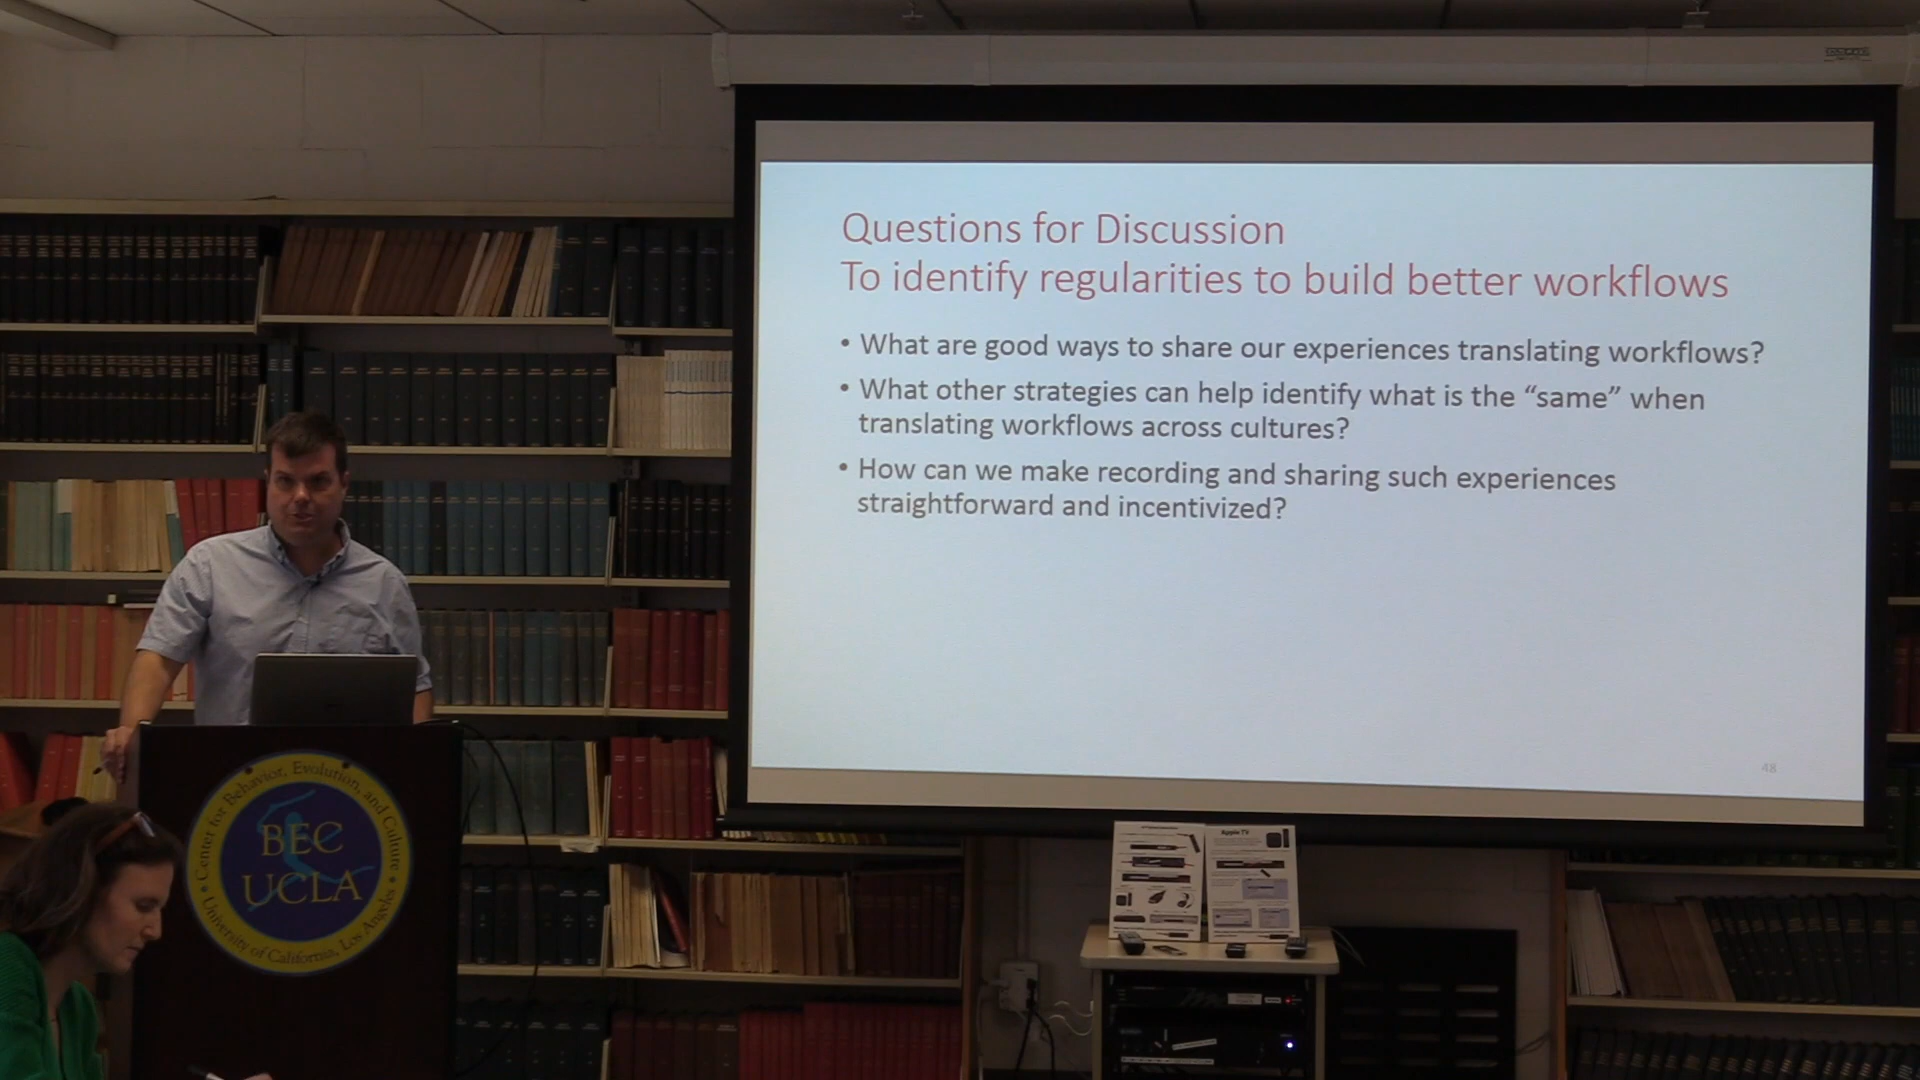 Questions for Discussion
To identify regularities to build better workflows
• What are good ways to share our experiences translating workflows?
• What other strategies can help identify what is the “same” when
translating workflows across cultures?
• How can we make recording and sharing such experiences
straightforward and incentivized?
48
Center for Behavior, Evolution, and Culture
BEC
UCLA
University of California, Los Angeles
Apple TV